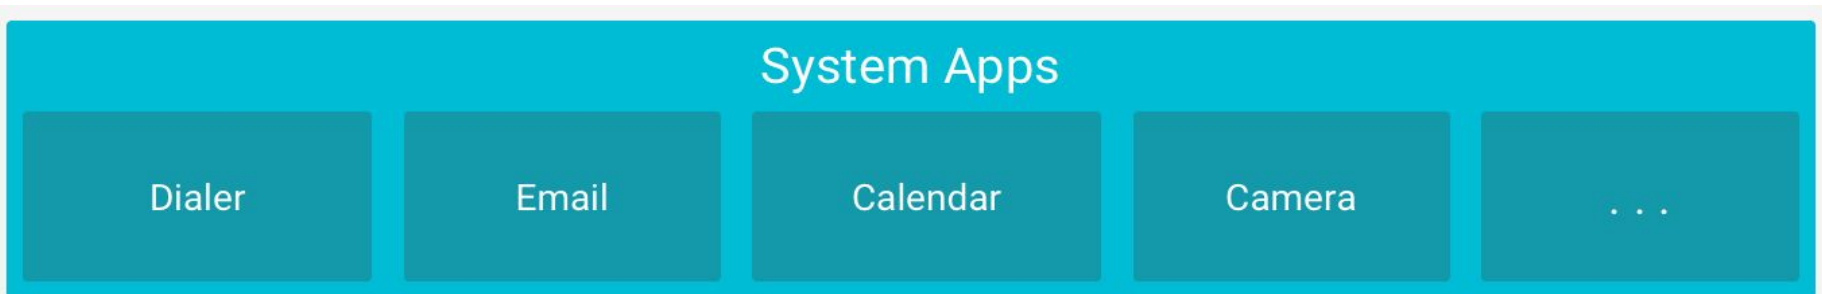 System Apps
Dialer
Email
Calendar
Camera
. . .